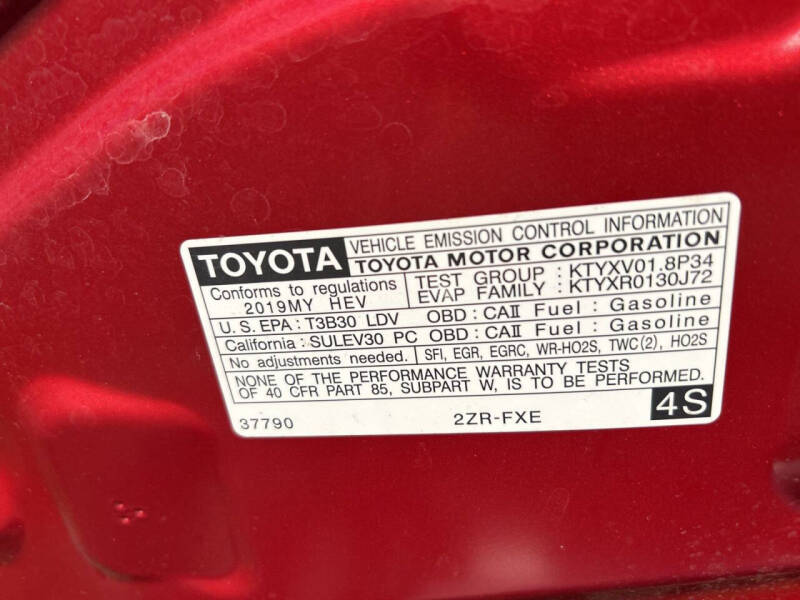 TOYOTA
VEHICLE EMISSION CONTROL INFORMATION
TOYOTA MOTOR CORPORATION
Conforms to regulations
2019MY HEV
TEST GROUP : KTYXV01.8P34
EVAP FAMILY : KTYXR0130J72
U.S. EPA : T3B30 LDV OBD : CAII Fuel : Gasoline
California : SULEV30 PC OBD : CAII Fuel : Gasoline
No adjustments needed. SFI, EGR, EGRC, WR-HO2S, TWC(2), HO2S
NONE OF THE PERFORMANCE WARRANTY TESTS
OF 40 CFR PART 85, SUBPART W, IS TO BE PERFORMED.
37790 2ZR-FXE 4S